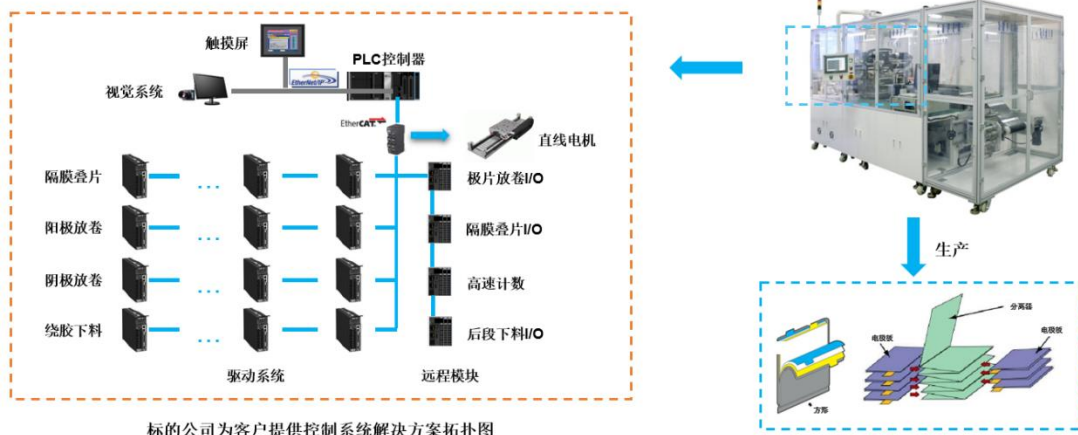 触摸屏
PLC控制器
EtherNet/IP
视觉系统
EtherCAT
直线电机
隔膜叠片
...
极片放卷I/O
阳极放卷
...
隔膜叠片I/O
阴极放卷
...
高速计数
绕胶下料
...
后段下料I/O
驱动系统
远程模块
标的公司为客户提供控制系统解决方案拓扑图
生产
分离器
电极板
电极板
方形